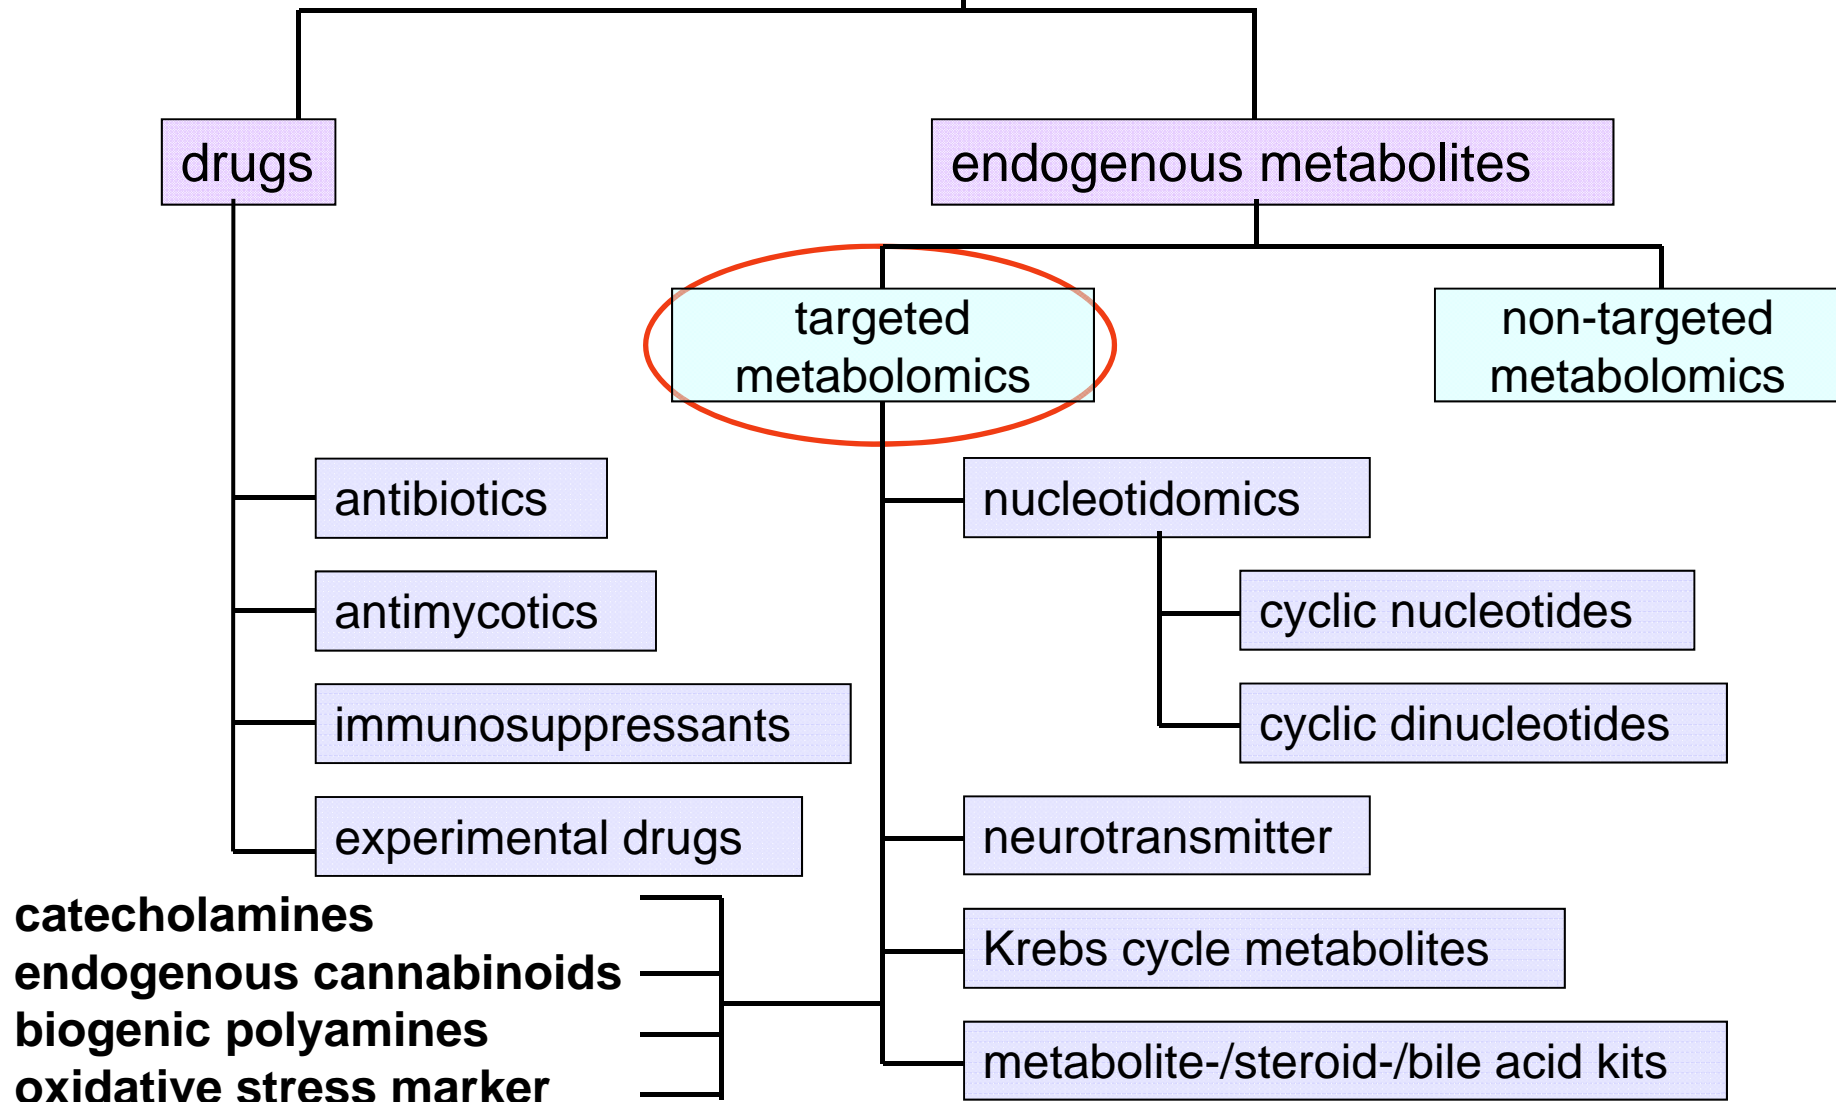 drugs
endogenous metabolites
targeted
metabolomics
non-targeted
metabolomics
antibiotics
antimycotics
immunosuppressants
experimental drugs
nucleotidomics
cyclic nucleotides
cyclic dinucleotides
neurotransmitter
Krebs cycle metabolites
metabolite-/steroid-/bile acid kits
catecholamines
endogenous cannabinoids
biogenic polyamines
oxidative stress marker